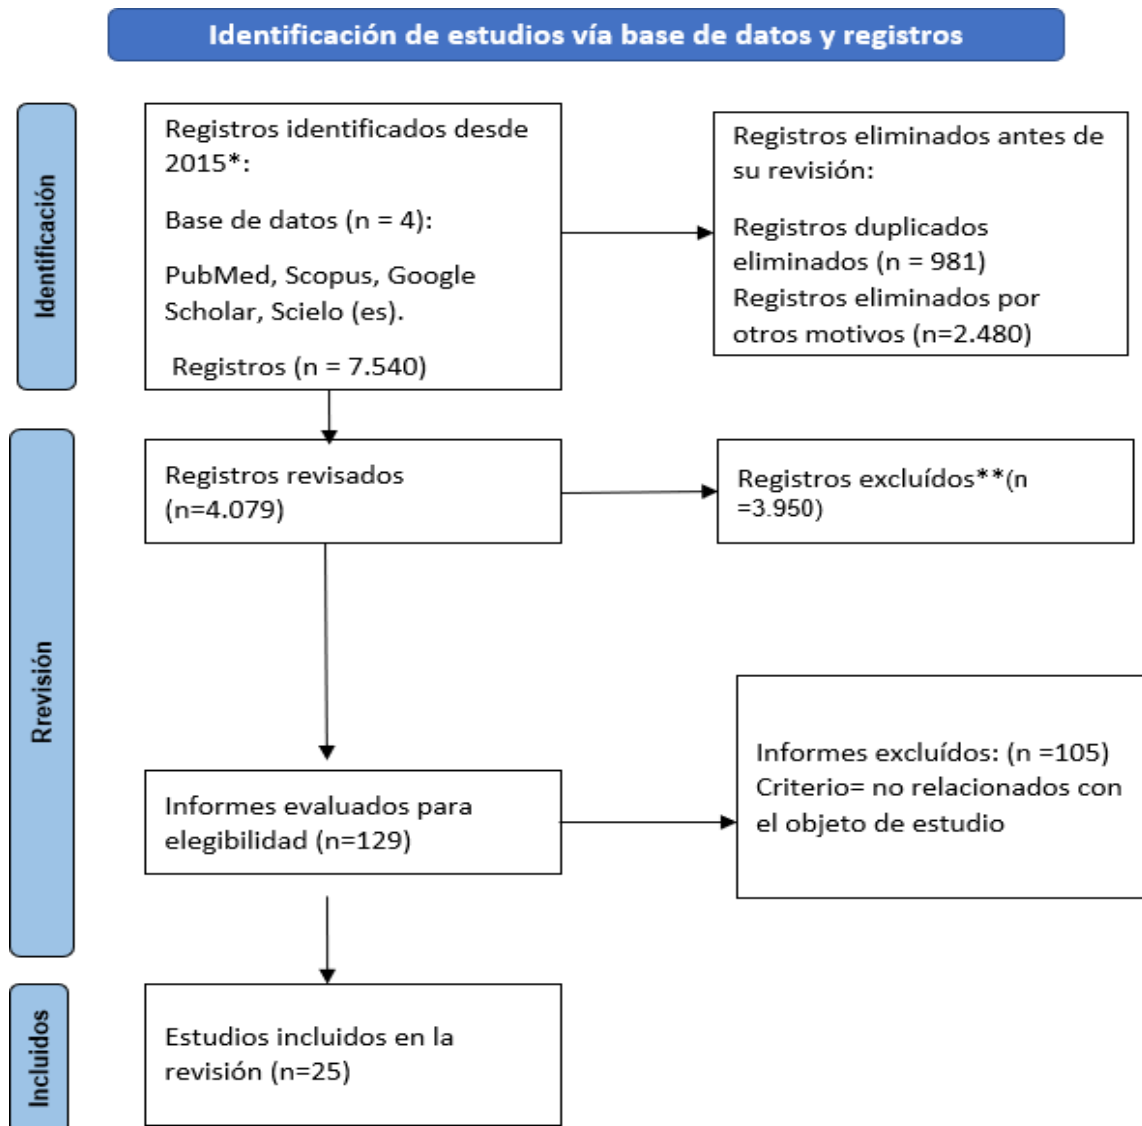 Identificación de estudios vía base de datos y registros
Identificación
Registros identificados desde
2015*:
Base de datos (n = 4):
PubMed, Scopus, Google
Scholar, Scielo (es).
Registros (n = 7.540)
Registros eliminados antes de
su revisión:
Registros duplicados
eliminados (n = 981)
Registros eliminados por
otros motivos (n=2.480)
Rrevisión
Registros revisados
(n=4.079)
Registros excluídos**(n
=3.950)
Informes evaluados para
elegibilidad (n=129)
Informes excluídos: (n =105)
Criterio= no relacionados con
el objeto de estudio
Incluidos
Estudios incluidos en la
revisión (n=25)